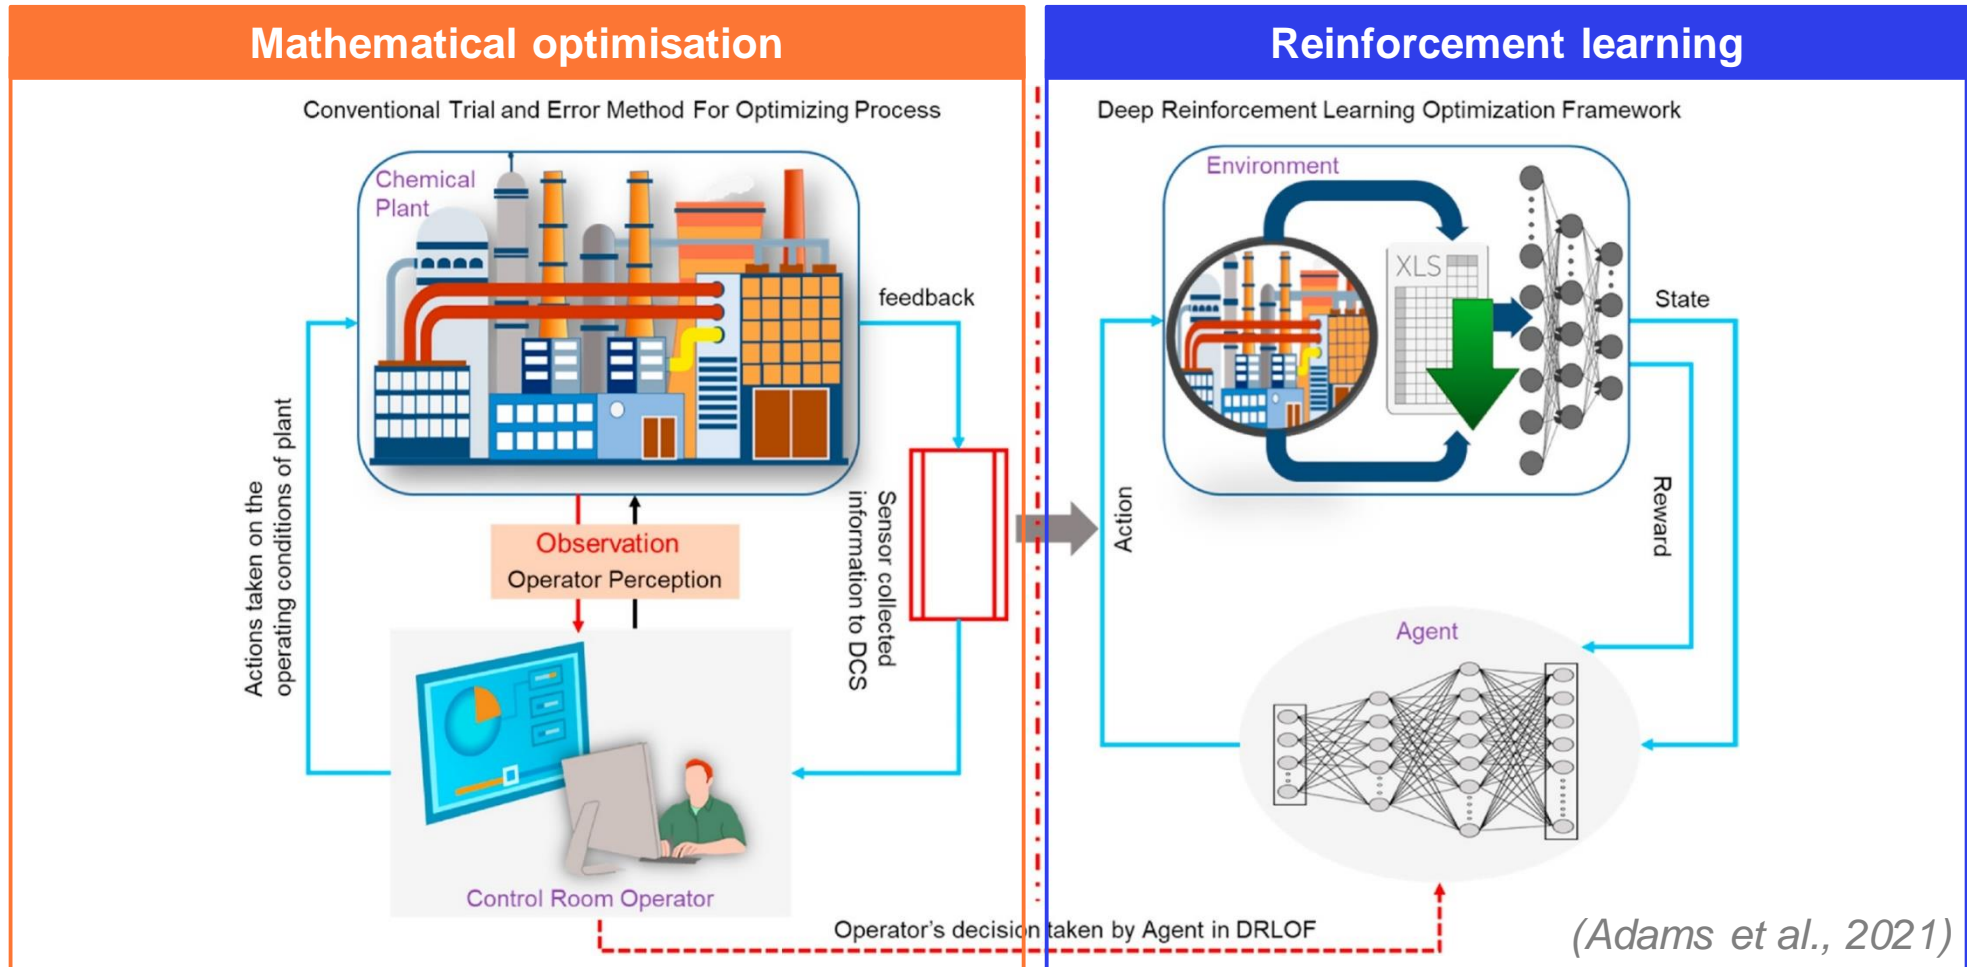 Mathematical optimisation
Conventional Trial and Error Method For Optimizing Process
Chemical
Plant
feedback
Actions taken on the
operating conditions of plant
Observation
Operator Perception
Sensor collected
information to DCS
Control Room Operator
Reinforcement learning
Deep Reinforcement Learning Optimization Framework
Environment
XLS
State
Action
Reward
Agent
Operator's decision taken by Agent in DRLOF
(Adams et al., 2021)